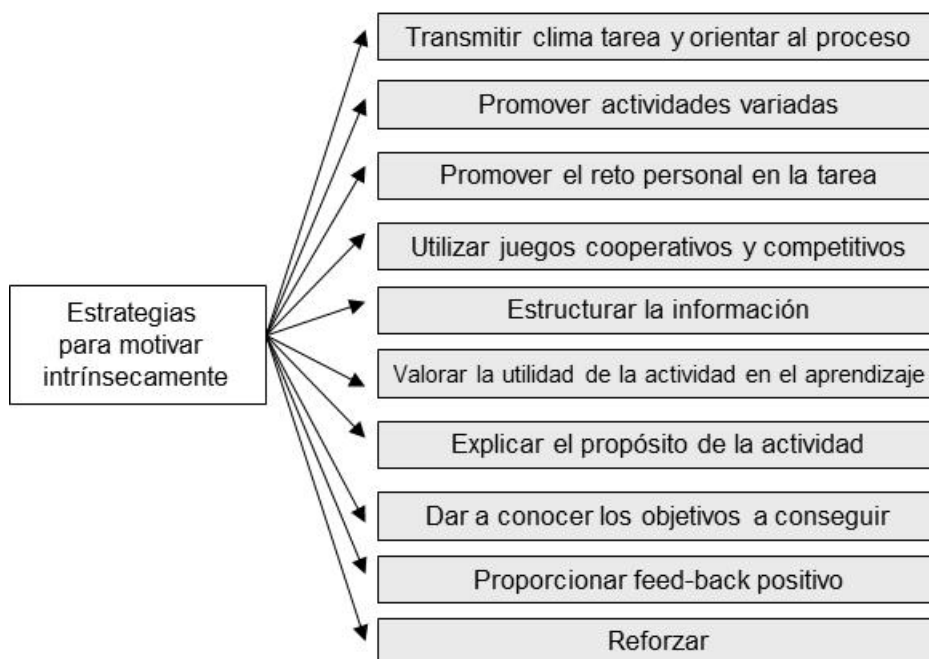 Transmitir clima tarea y orientar al proceso
Promover actividades variadas
Promover el reto personal en la tarea
Utilizar juegos cooperativos y competitivos
Estrategias
para motivar
intrínsecamente
Estructurar la información
Valorar la utilidad de la actividad en el aprendizaje
Explicar el propósito de la actividad
Dar a conocer los objetivos a conseguir
Proporcionar feed-back positivo
Reforzar